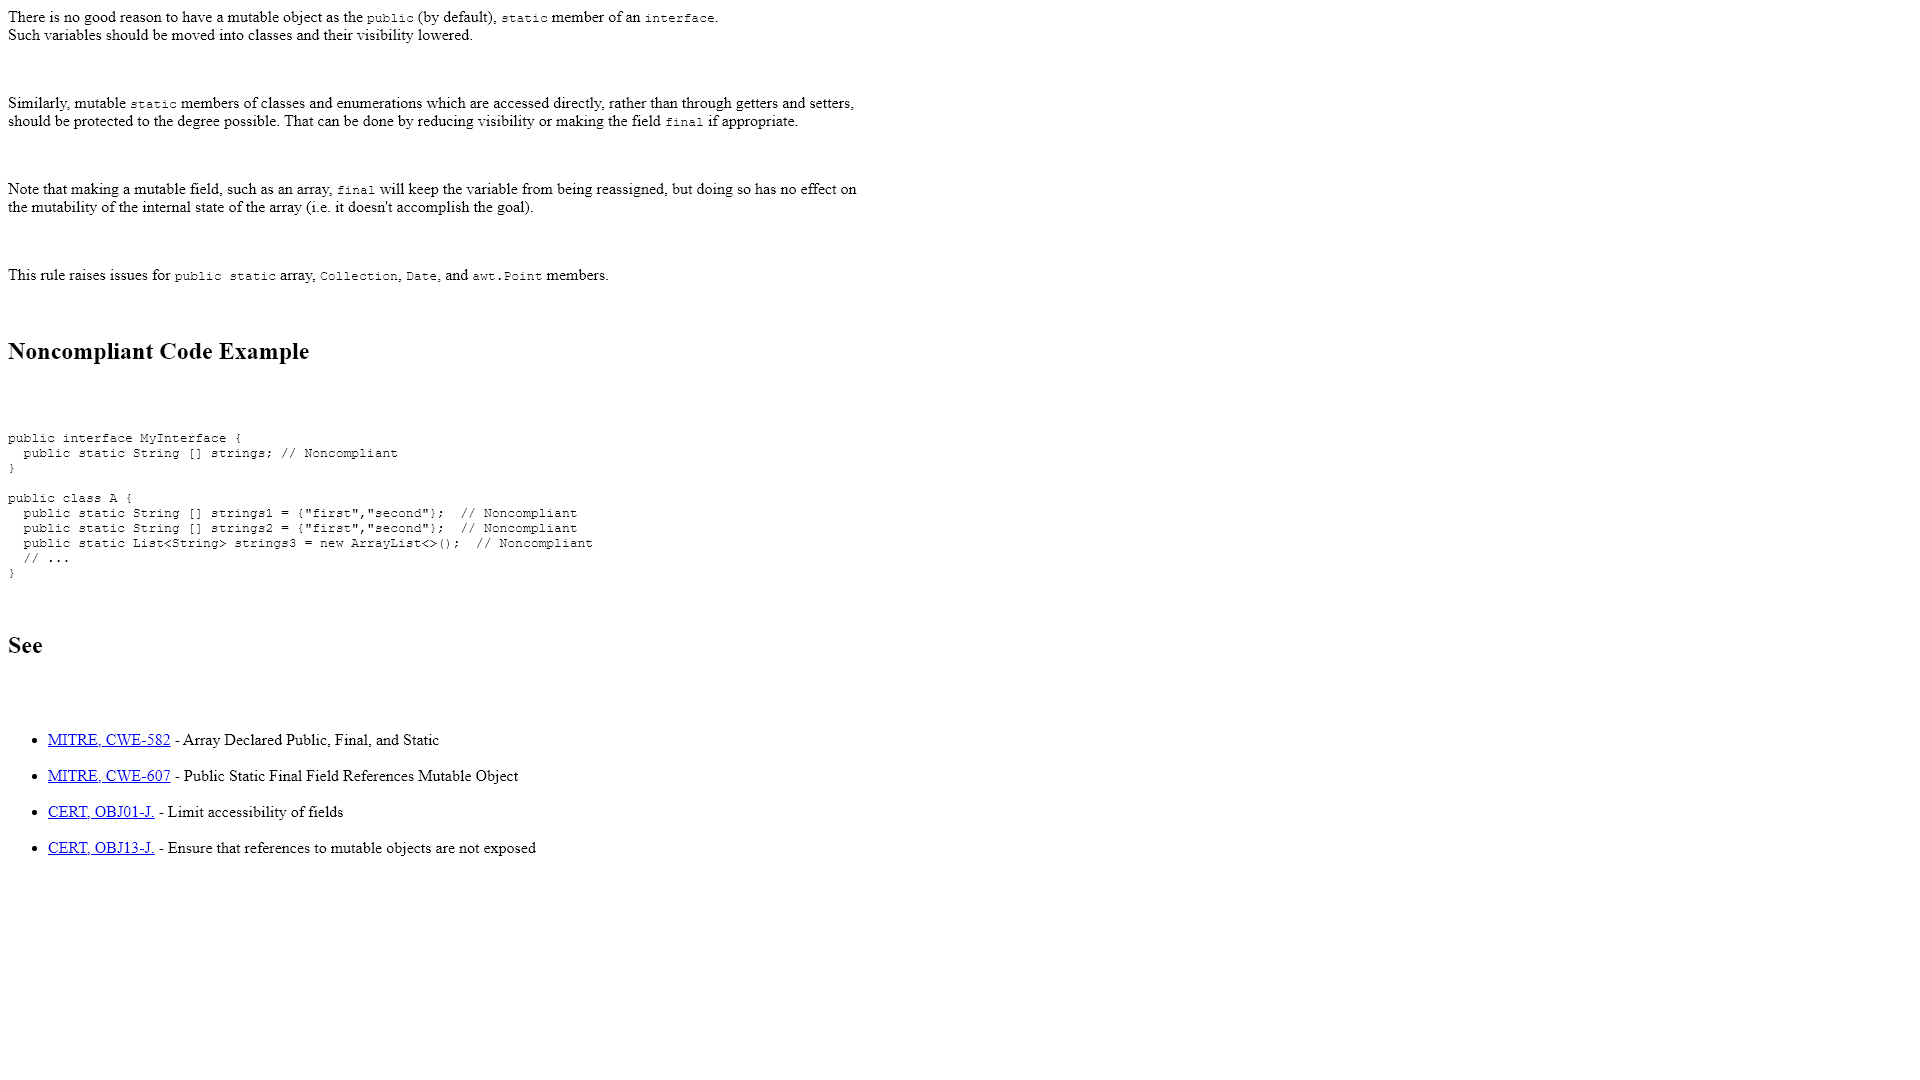 There is no good reason to have a mutable object as the public (by default), static member of an interface.
Such variables should be moved into classes and their visibility lowered.
Similarly, mutable static members of classes and enumerations which are accessed directly, rather than through getters and setters,
should be protected to the degree possible. That can be done by reducing visibility or making the field final if appropriate.
Note that making a mutable field, such as an array, final will keep the variable from being reassigned, but doing so has no effect on
the mutability of the internal state of the array (i.e. it doesn't accomplish the goal).
This rule raises issues for public static array, Collection, Date, and awt.Point members.
Noncompliant Code Example
public interface MyInterface {
  public static String [] strings; // Noncompliant
}
public class A {
  public static String [] strings1 = {"first","second"};  // Noncompliant
  public static String [] strings2 = {"first","second"};  // Noncompliant
  public static List<String> strings3 = new ArrayList<>();  // Noncompliant
  // ...
}
See
• MITRE, CWE-582 - Array Declared Public, Final, and Static
• MITRE, CWE-607 - Public Static Final Field References Mutable Object
• CERT, OBJ01-J. - Limit accessibility of fields
• CERT, OBJ13-J. - Ensure that references to mutable objects are not exposed